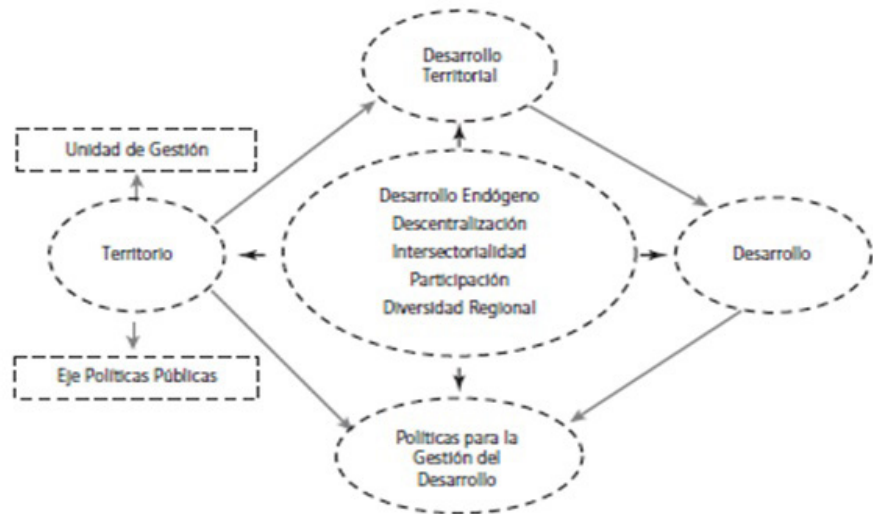 Desarrollo
Territorial
Unidad de Gestión
Desarrollo Endógeno
Descentralización
Intersectorialidad
Participación
Diversidad Regional
Territorio
Desarrollo
Eje Políticas Públicas
Políticas para la
Gestión del
Desarrollo